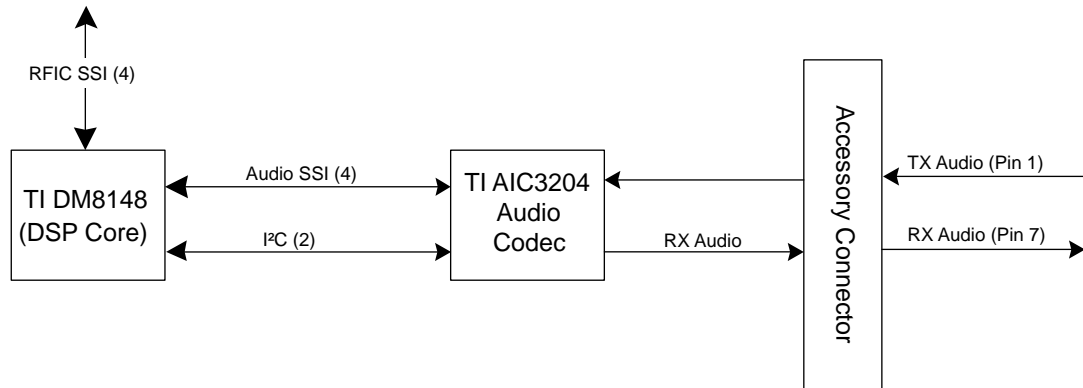 RFIC SSI (4)
TI DM8148
(DSP Core)
Audio SSI (4)
I²C (2)
TI AIC3204
Audio
Codec
RX Audio
Accessory Connector
TX Audio (Pin 1)
RX Audio (Pin 7)